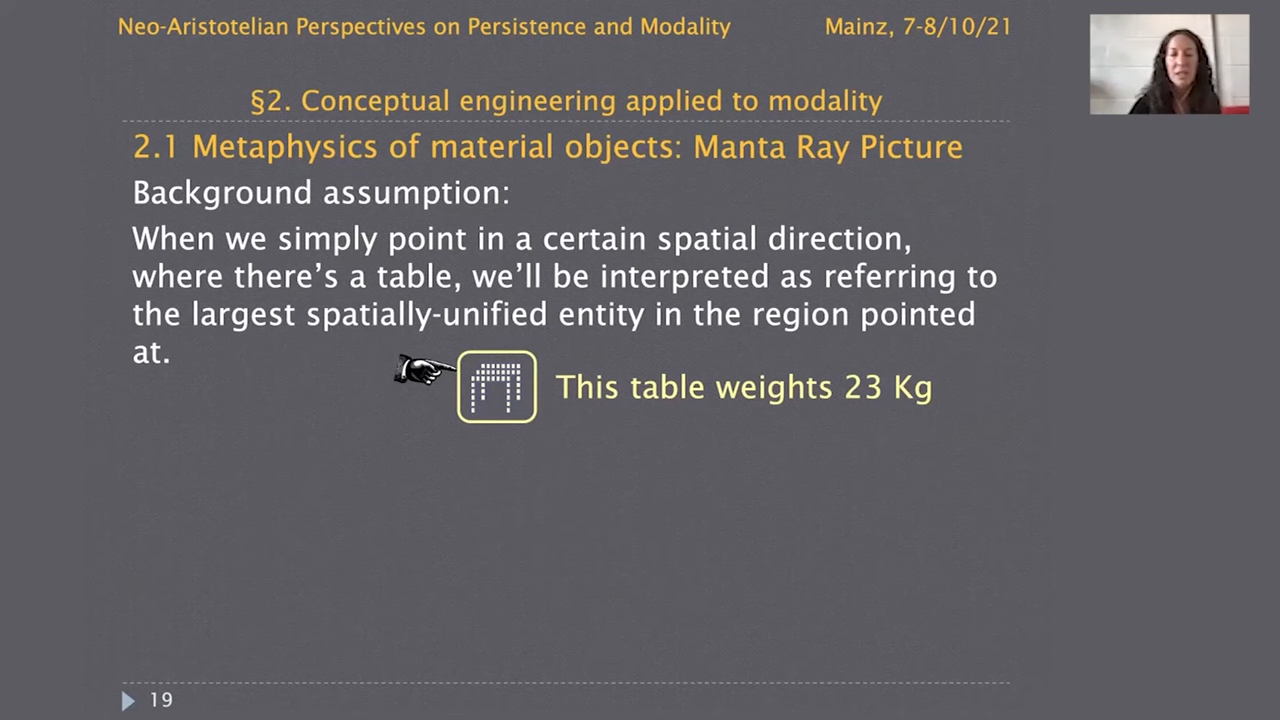 Neo-Aristotelian Perspectives on Persistence and Modality Mainz, 7-8/10/21
§2. Conceptual engineering applied to modality
2.1 Metaphysics of material objects: Manta Ray Picture
Background assumption:
When we simply point in a certain spatial direction,
where there's a table, we'll be interpreted as referring to
the largest spatially-unified entity in the region pointed
at.
This table weights 23 Kg
19